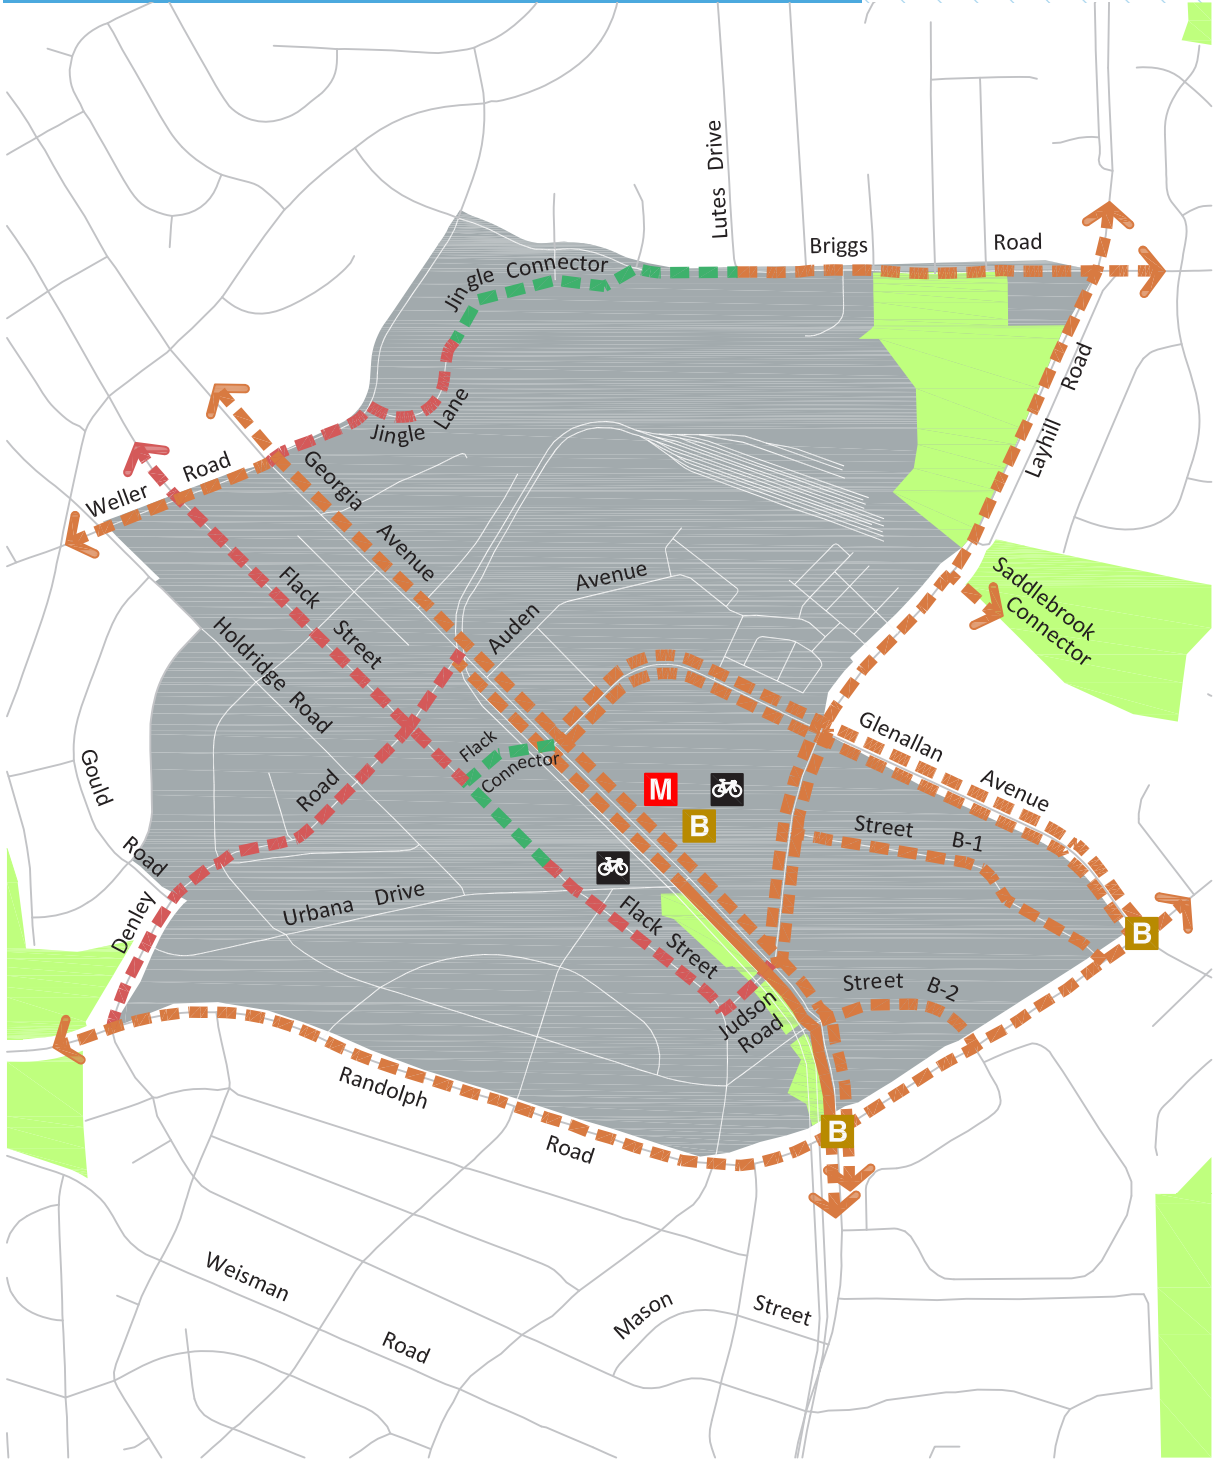 Lutes Drive
Briggs Road
Jingle Connector
Jingle Lane
Layhill Road
Weller Road
Georgia Avenue
Flack Street
Auden Avenue
Saddlebrook
Connector
Holdridge Road
Flack
Connector
Glenallan Avenue
Gould Road
Road
M
B
Street B-1
Urbana Drive
Denley
Flack Street
B
Street B-2
Judson
Road
Randolph Road
B
Weisman Road
Mason Street